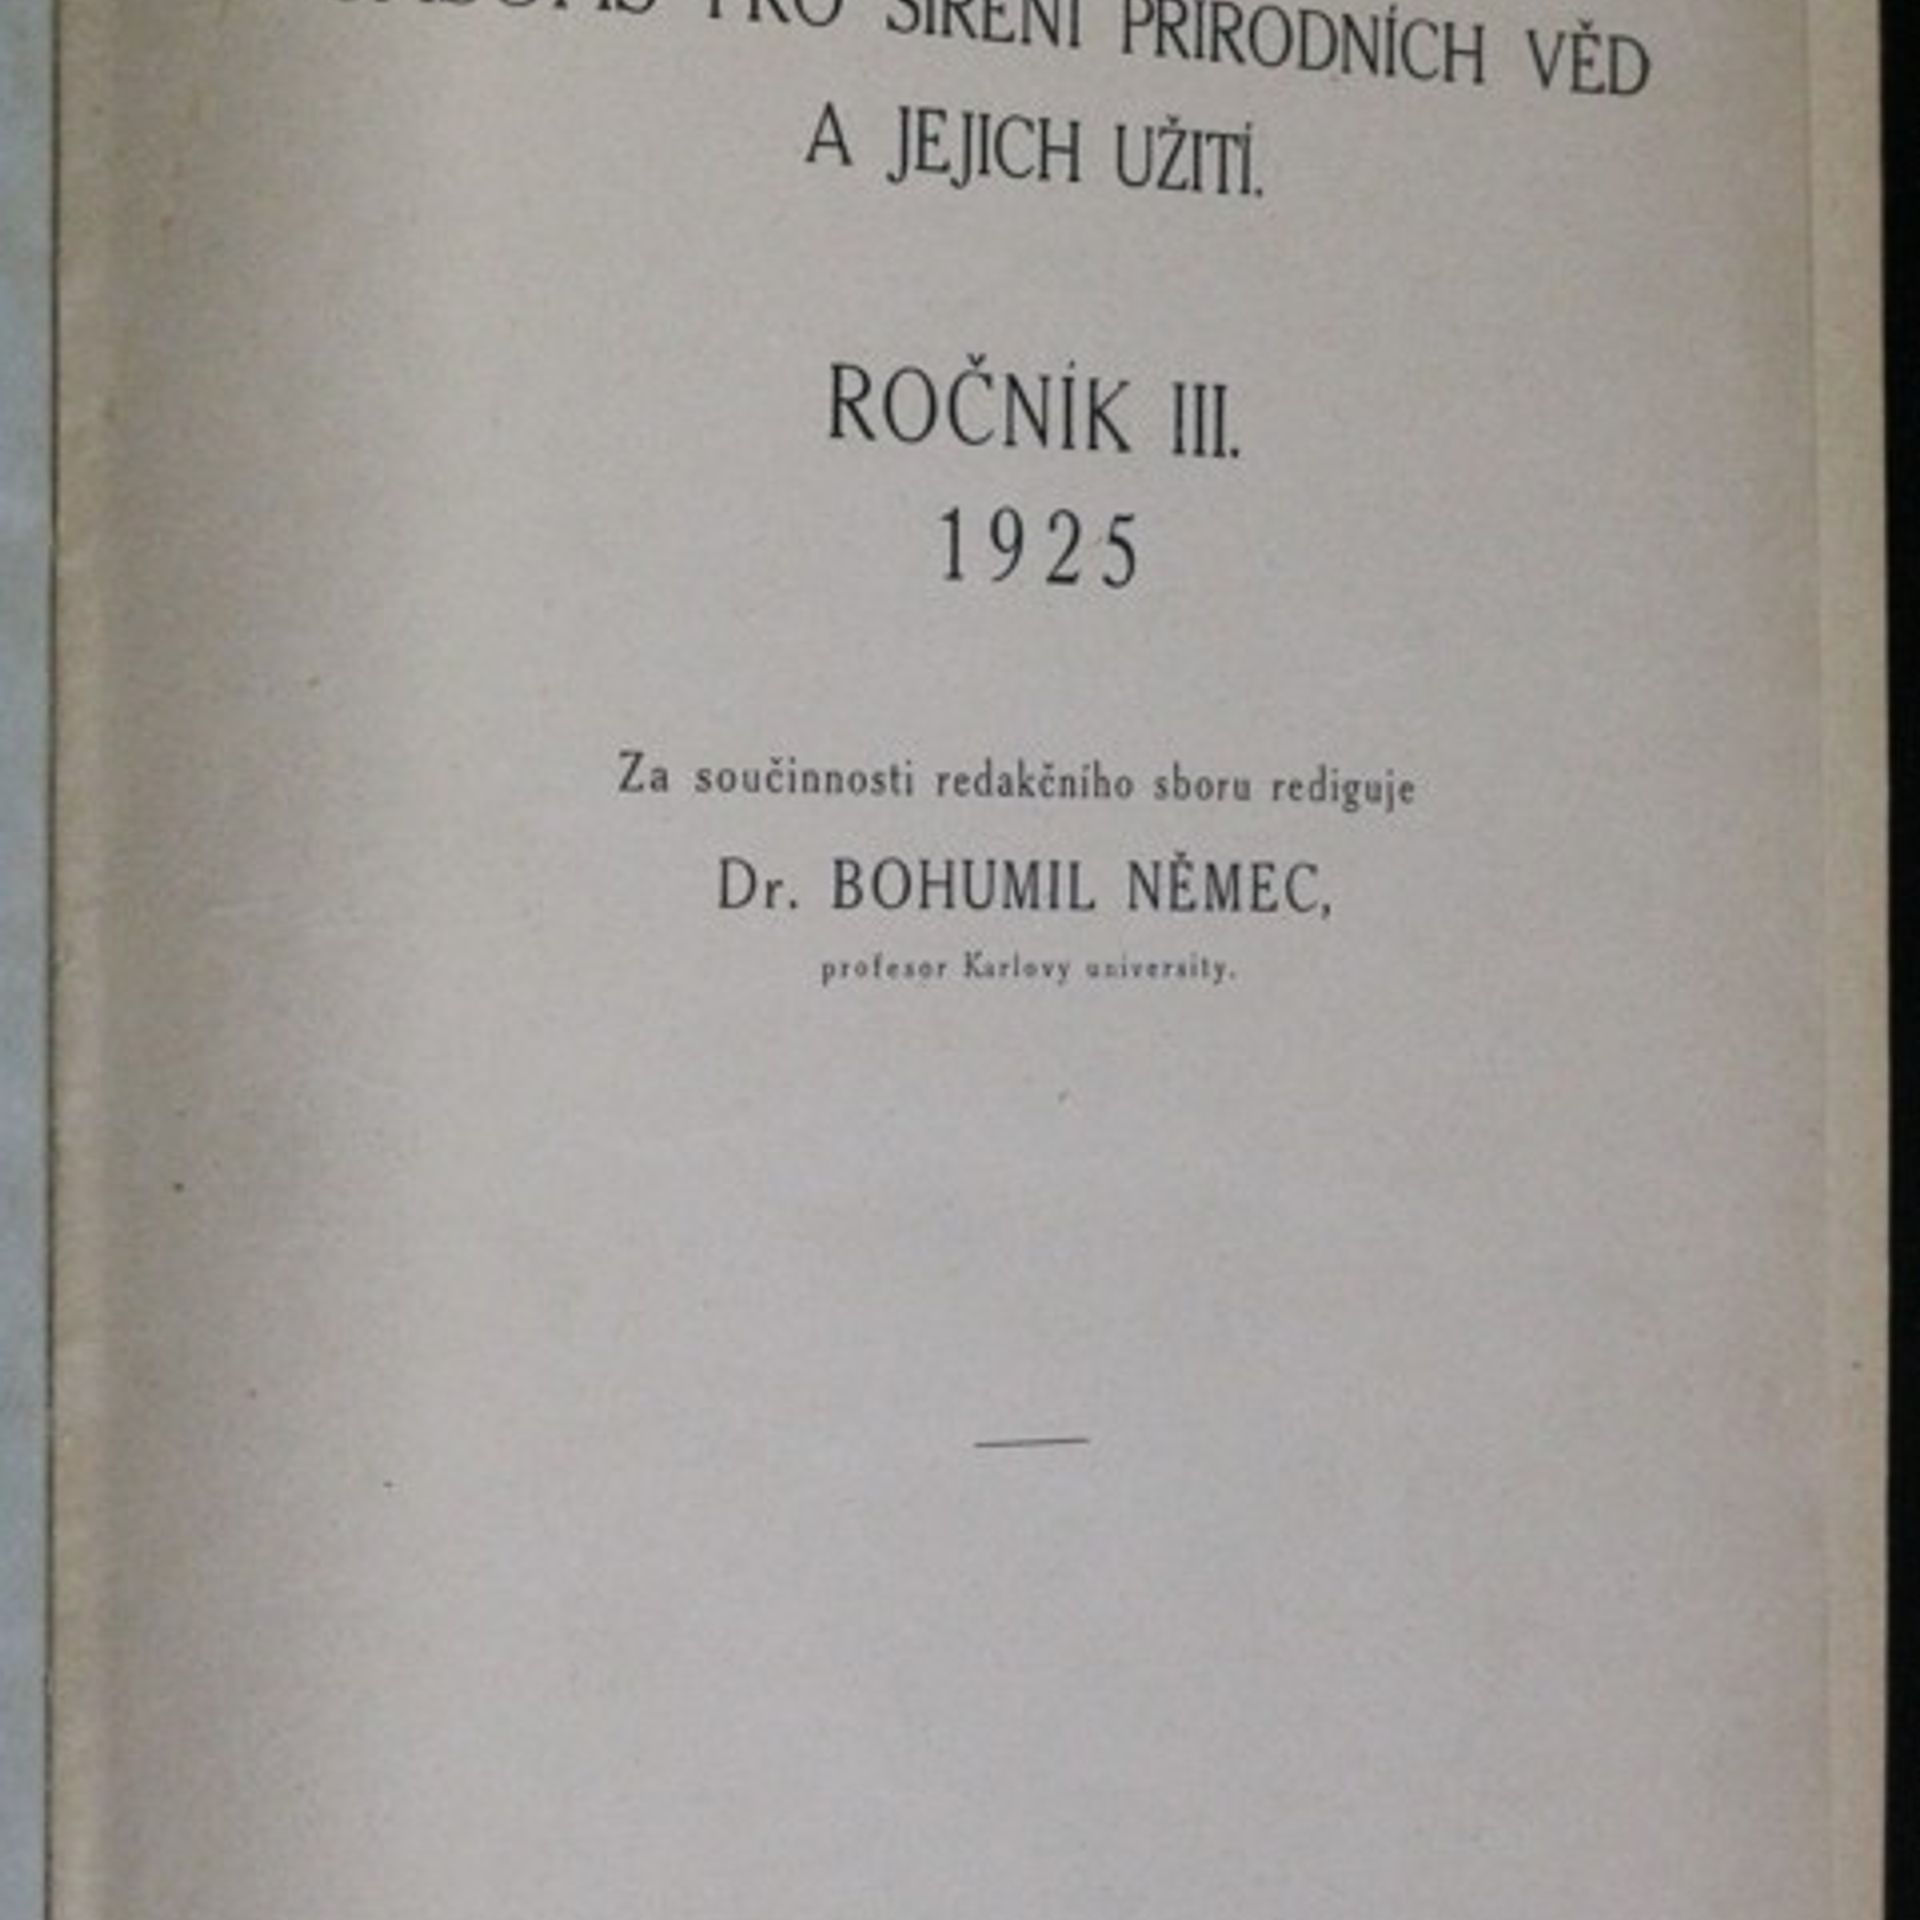 PRO ŠÍŘENÍ PŘÍRODNÍCH VĚD
A JEJICH UŽITÍ.
ROČNÍK III.
1925
Za součinnosti redakčního sboru rediguje
Dr. BOHUMIL NĚMEC,
profesor Karlovy university.